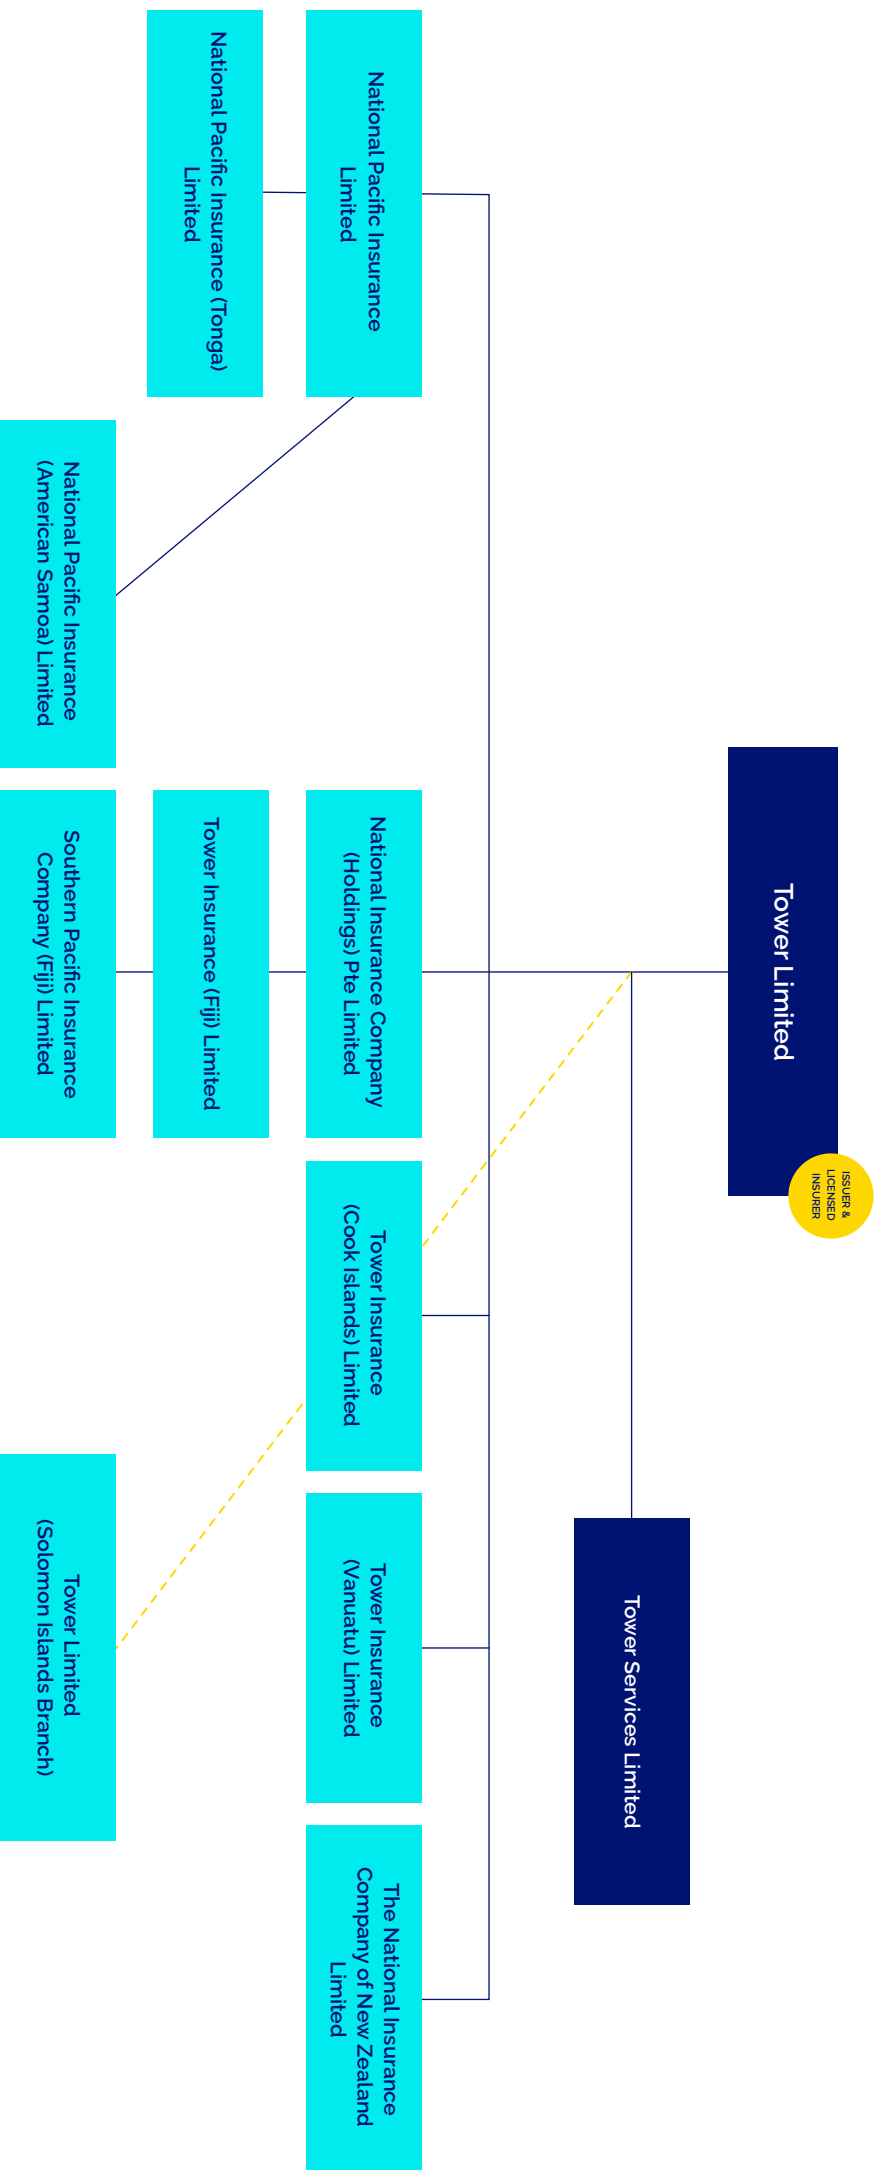 Tower Limited
ISSUER &
LICENSED
INSURER
Tower Services Limited
National Pacific Insurance
Limited
National Insurance Company
(Holdings) Pte Limited
Tower Insurance
(Cook Islands) Limited
Tower Insurance
(Vanuatu) Limited
The National Insurance
Company of New Zealand
Limited
National Pacific Insurance (Tonga)
Limited
Tower Insurance (Fiji) Limited
National Pacific Insurance
(American Samoa) Limited
Southern Pacific Insurance
Company (Fiji) Limited
Tower Limited
(Solomon Islands Branch)